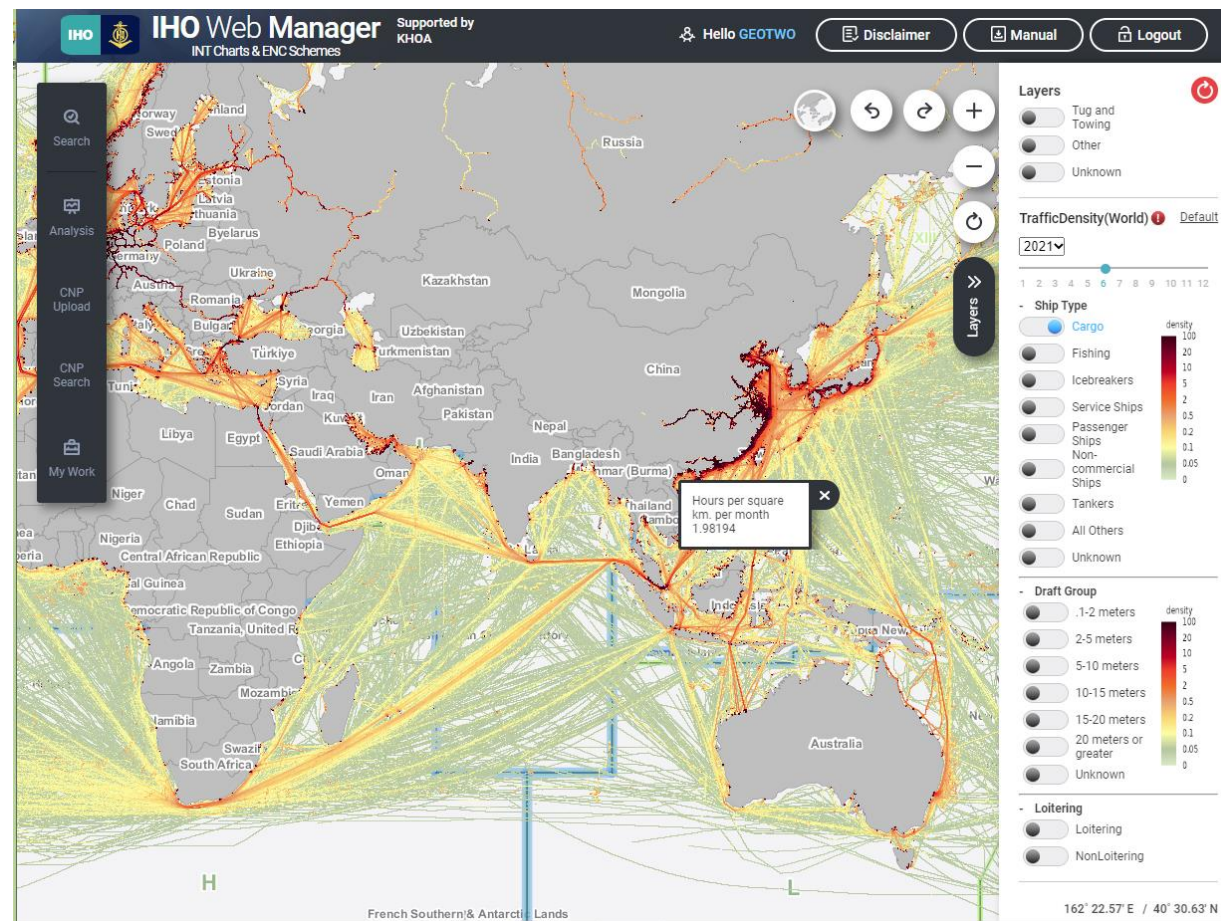 IHO
IHO Web Manager
INT Charts & ENC Schemes
Supported by
KHOA
Hello GEOTWO
Disclaimer
Manual
Logout
Search
Analysis
CNP
Upload
CNP
Search
My Work
Layers
Russia
Estonia
Latvia
Byelarus
Poland
Ukraine
Kazakhstan
Mongolia
Uzbekistan
Türkiye
China
Syria
Iraq
Iran
Afghanistan
Pakistan
Nepal
Libya
Egypt
Saudi Arabia
Oman
India
Bangladesh
Niger
Chad
Sudan
Yemen
Nigeria
Ethiopia
Central African Republic
Tanzania, United R
Angola
Zambia
South Africa
Australia
H
L
French Southern & Antarctic Lands
Hours per square
km. per month
1.98194
Layers
Tug and
Towing
Other
Unknown
TrafficDensity(World) Default
2021
1 2 3 4 5 6 7 8 9 10 11 12
- Ship Type
density
Cargo
Fishing
Icebreakers
Service Ships
Passenger
Ships
Non-
commercial
Ships
Tankers
All Others
Unknown
100
20
10
5
2
0.5
0.2
0.1
0.05
0
- Draft Group
density
.1-2 meters
2-5 meters
5-10 meters
10-15 meters
15-20 meters
20 meters or
greater
Unknown
100
20
10
5
2
0.5
0.2
0.1
0.05
0
- Loitering
Loitering
NonLoitering
162° 22.57' E / 40° 30.63' N